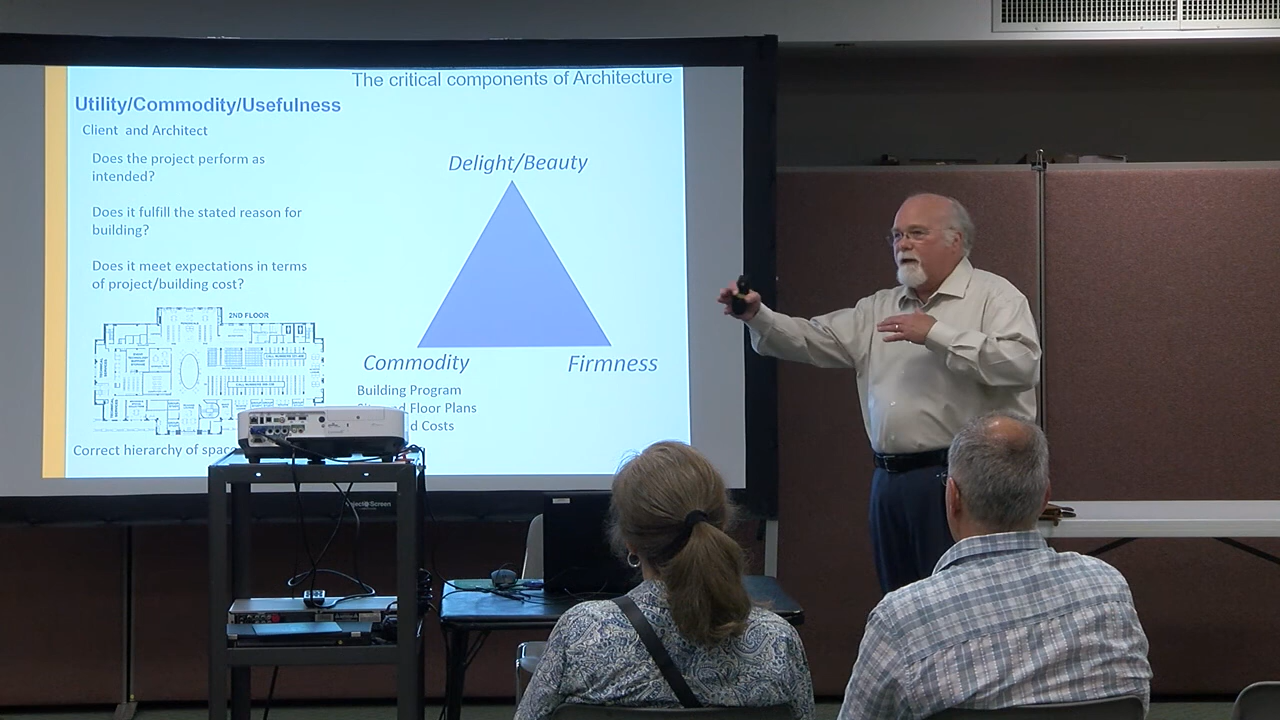 The critical components of Architecture
Utility/Commodity/Usefulness
Client and Architect
Does the project perform as
intended?
Does it fulfill the stated reason for
building?
Does it meet expectations in terms
of project/building cost?
2ND FLOOR
Correct hierarchy of
Delight/Beauty
Commodity
Firmness
Building Program
Floor Plans
Costs
Screen